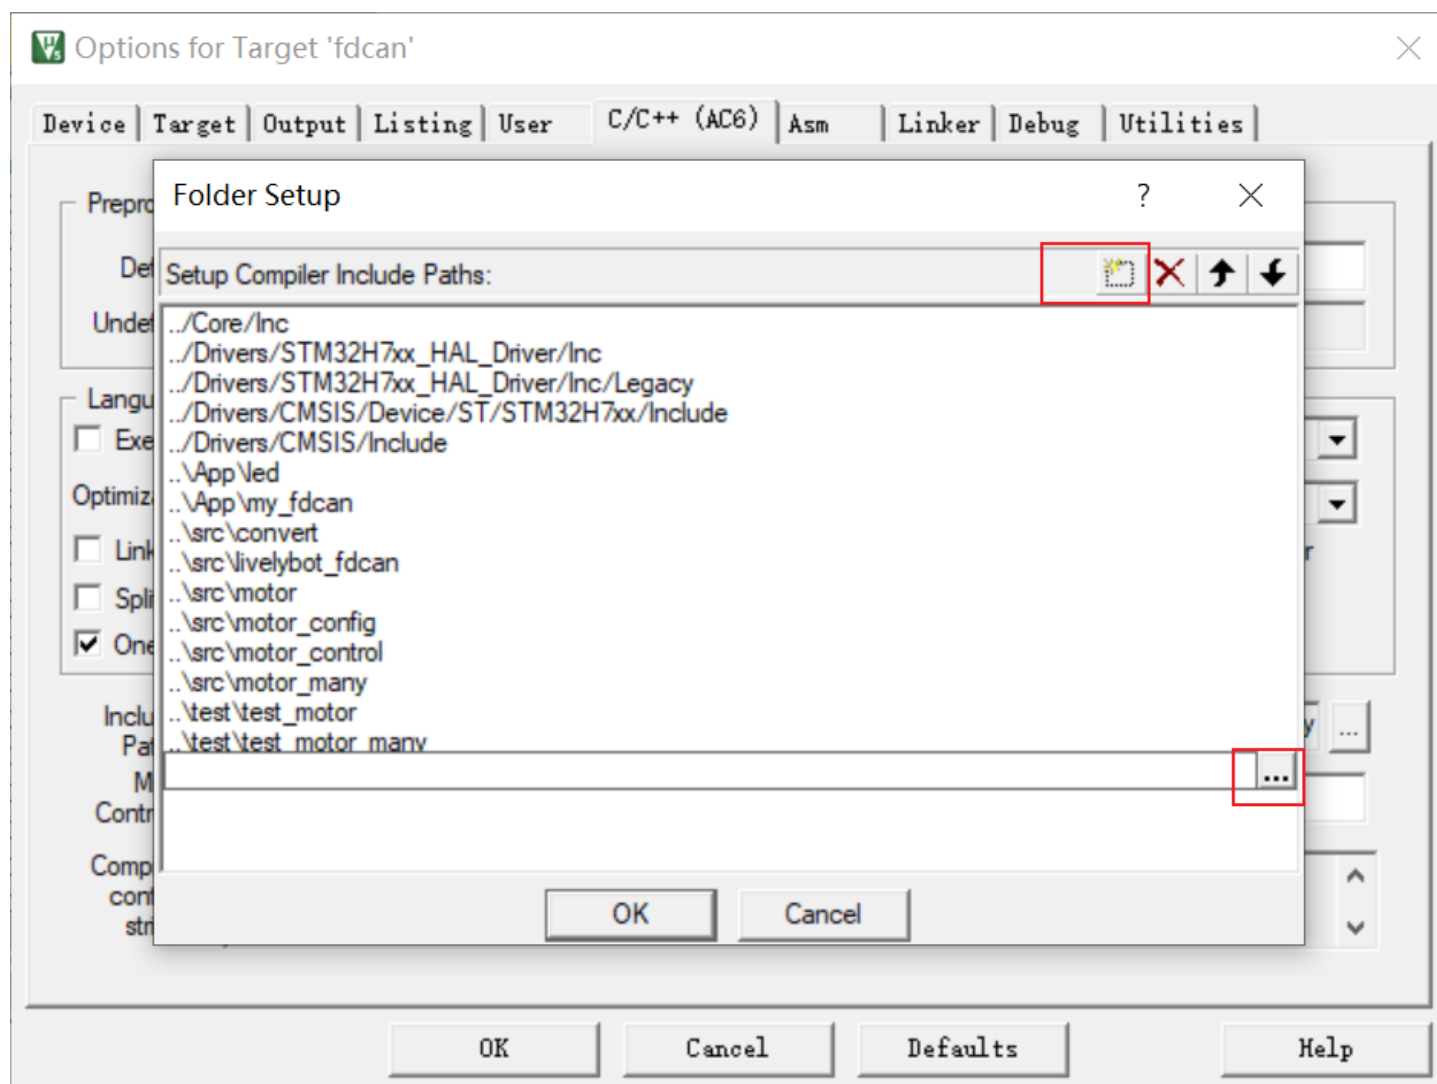 Options for Target 'fdcan'
Device Target Output Listing User C/C++ (AC6) Asm Linker Debug Utilities
Folder Setup
?
Setup Compiler Include Paths:
../Core/Inc
../Drivers/STM32H7xx_HAL_Driver/Inc
../Drivers/STM32H7xx_HAL_Driver/Inc/Legacy
../Drivers/CMSIS/Device/ST/STM32H7xx/Include
../Drivers/CMSIS/Include
..\App\led
..\App\my_fdcan
..\src\convert
..\src\livelybot_fdcan
..\src\motor
..\src\motor_config
..\src\motor_control
..\src\motor_many
..\test\test_motor
..\test\test_motor_many
...
...
OK Cancel
OK Cancel Defaults Help